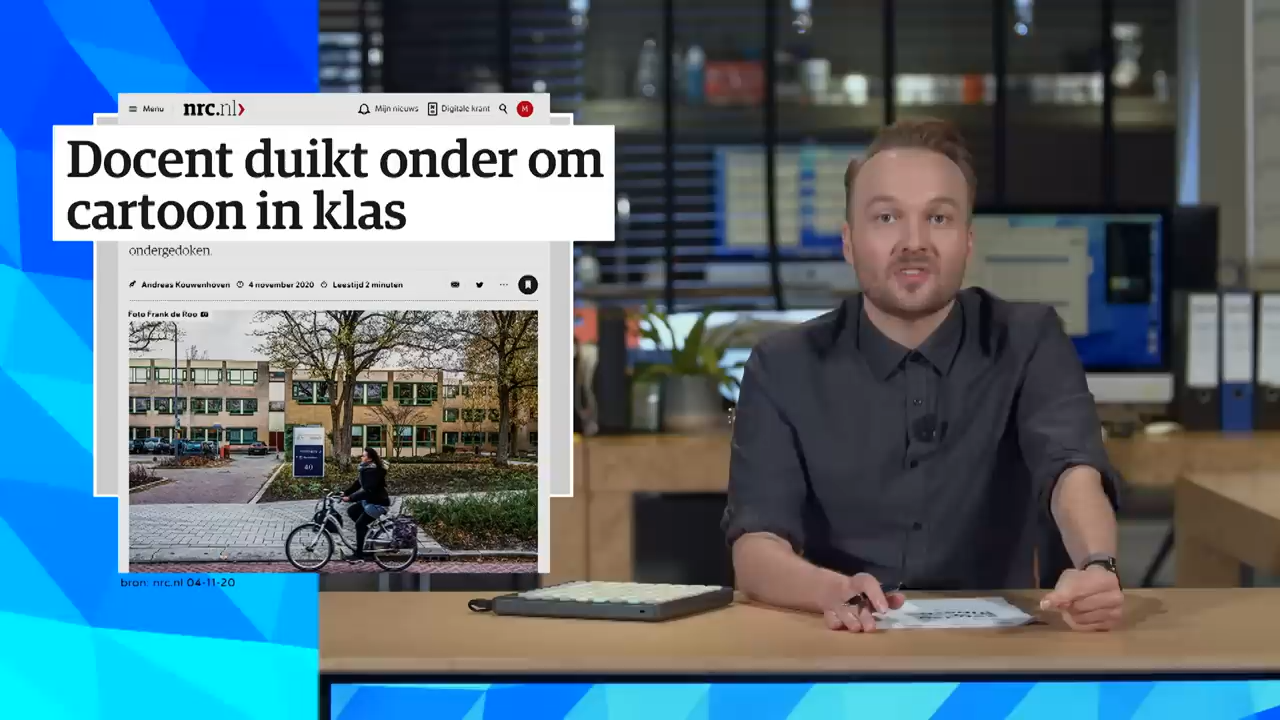 Menu
nrc.nl
Mijn nieuws
Digitale krant
M
Docent duikt onder om
cartoon in klas
ondergedoken.
Andreas Kouwenhoven
4 november 2020
Leestijd 2 minuten
Foto Frank de Roo
40
bron: nrc.nl 04-11-20